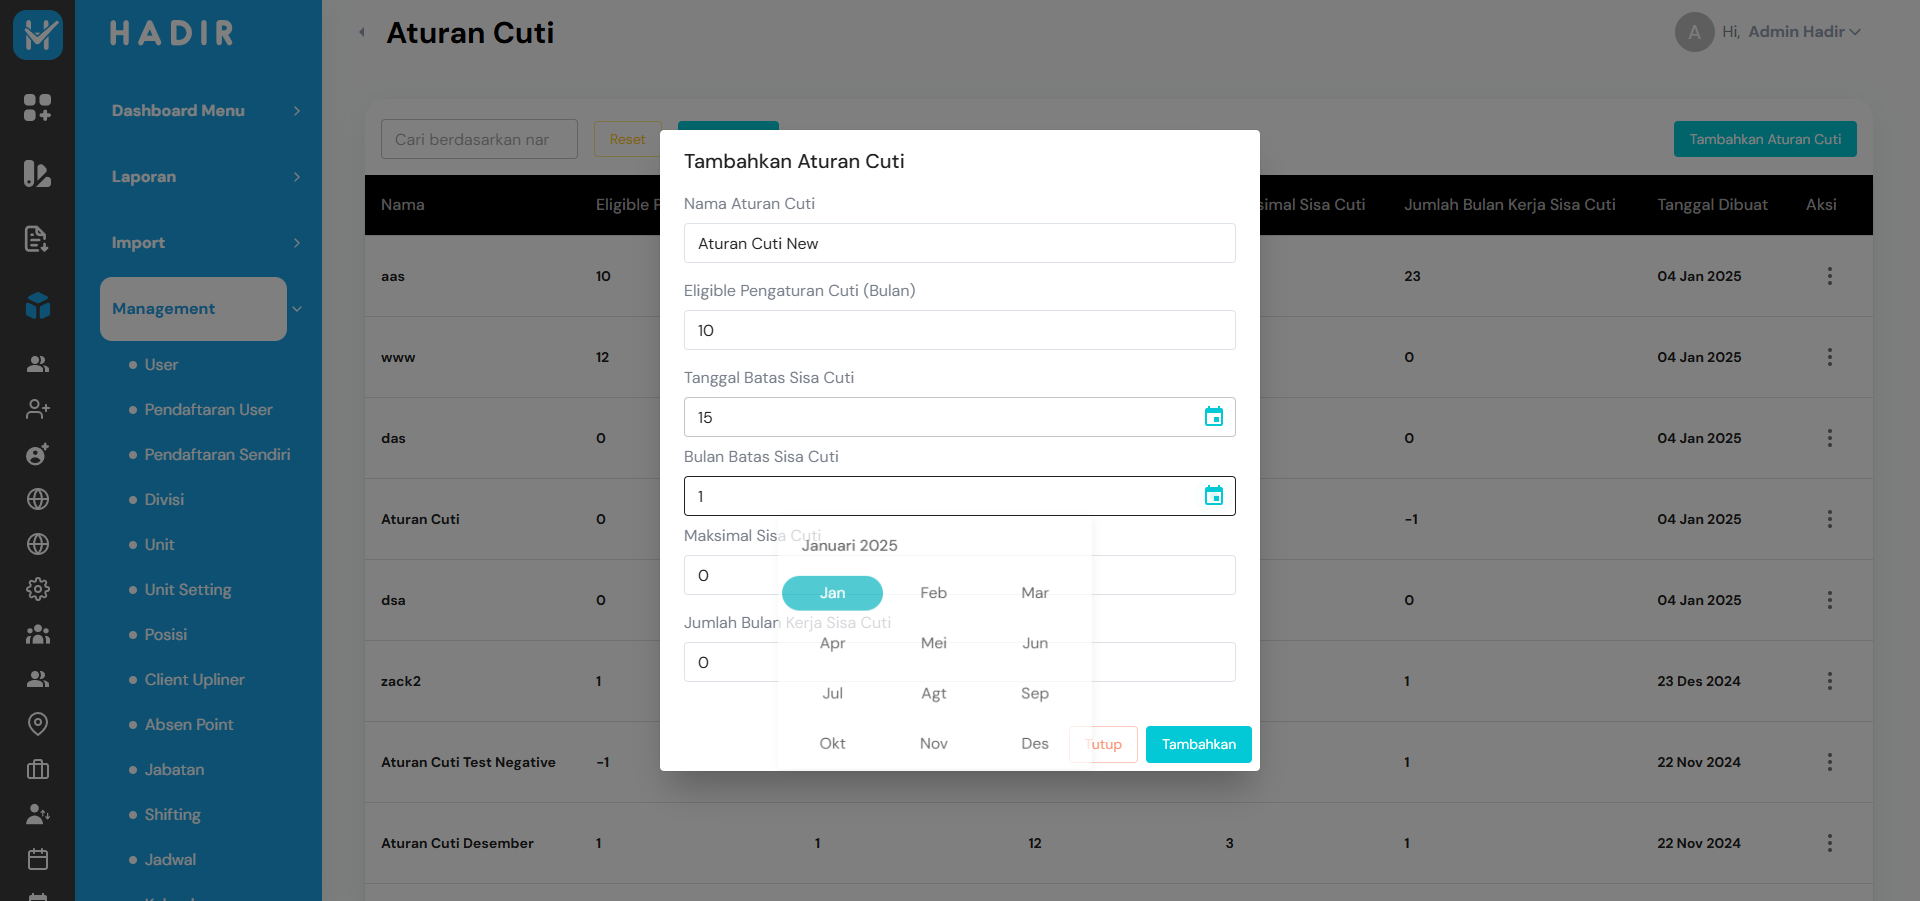 HADIR
Aturan Cuti
A
Hi, Admin Hadir
Dashboard Menu
Laporan
Import
Management
User
Pendaftaran User
Pendaftaran Sendiri
Divisi
Unit
Unit Setting
Posisi
Client Upliner
Absen Point
Jabatan
Shifting
Jadwal
Cari berdasarkan nar
Reset
Tambahkan Aturan Cuti
Nama
Eligible
Sisa Cuti
Jumlah Bulan Kerja Sisa Cuti
Tanggal Dibuat
Aksi
aas 10 23 04 Jan 2025
www 12 0 04 Jan 2025
das 0 0 04 Jan 2025
Aturan Cuti 0 -1 04 Jan 2025
dsa 0 0 04 Jan 2025
zack2 1 1 23 Des 2024
Aturan Cuti Test Negative -1 1 22 Nov 2024
Aturan Cuti Desember 1 1 12 3 1 22 Nov 2024
Tambahkan Aturan Cuti
Nama Aturan Cuti
Aturan Cuti New
Eligible Pengaturan Cuti (Bulan)
10
Tanggal Batas Sisa Cuti
15
Bulan Batas Sisa Cuti
1
Maksimal Sisa Cuti
0
Jumlah Bulan Kerja Sisa Cuti
0
Januari 2025
Jan Feb Mar
Apr Mei Jun
Jul Agt Sep
Okt Nov Des
Tutup
Tambahkan